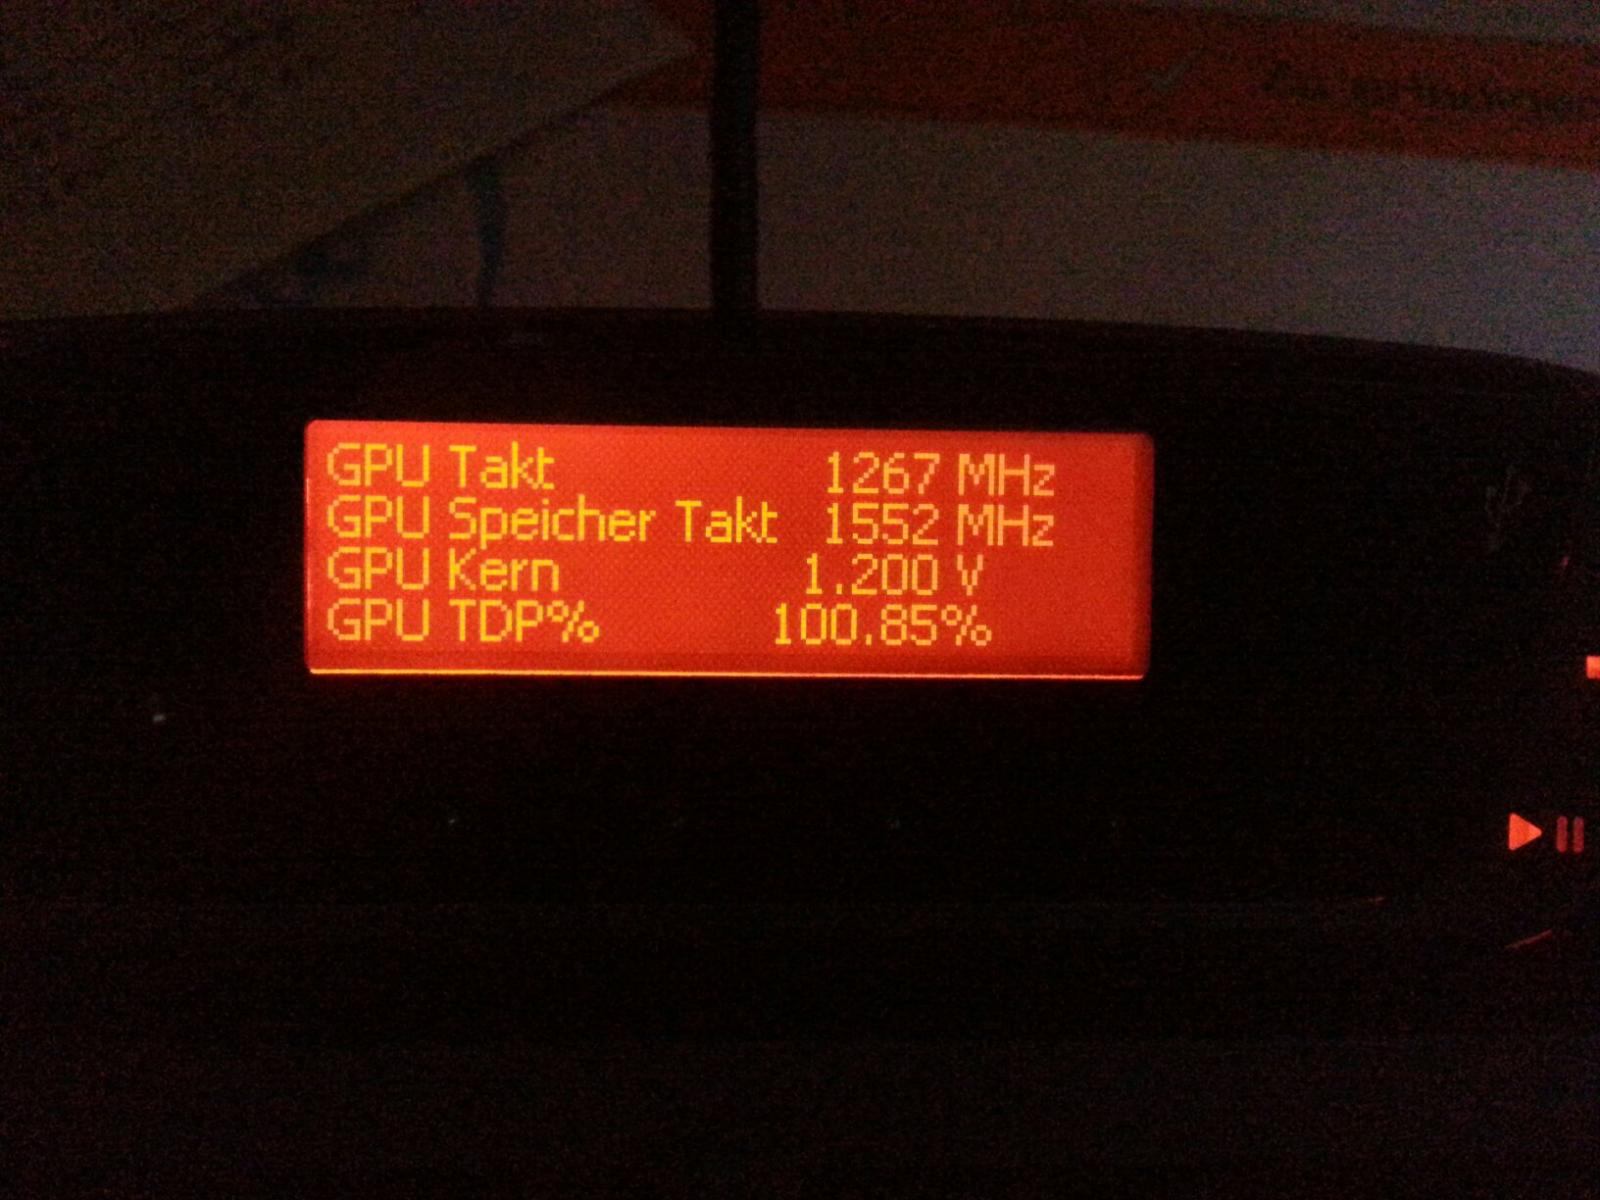 GPU Takt 1267 MHz
GPU Speicher Takt 1552 MHz
GPU Kern 1.200 V
GPU TDP% 100.85%